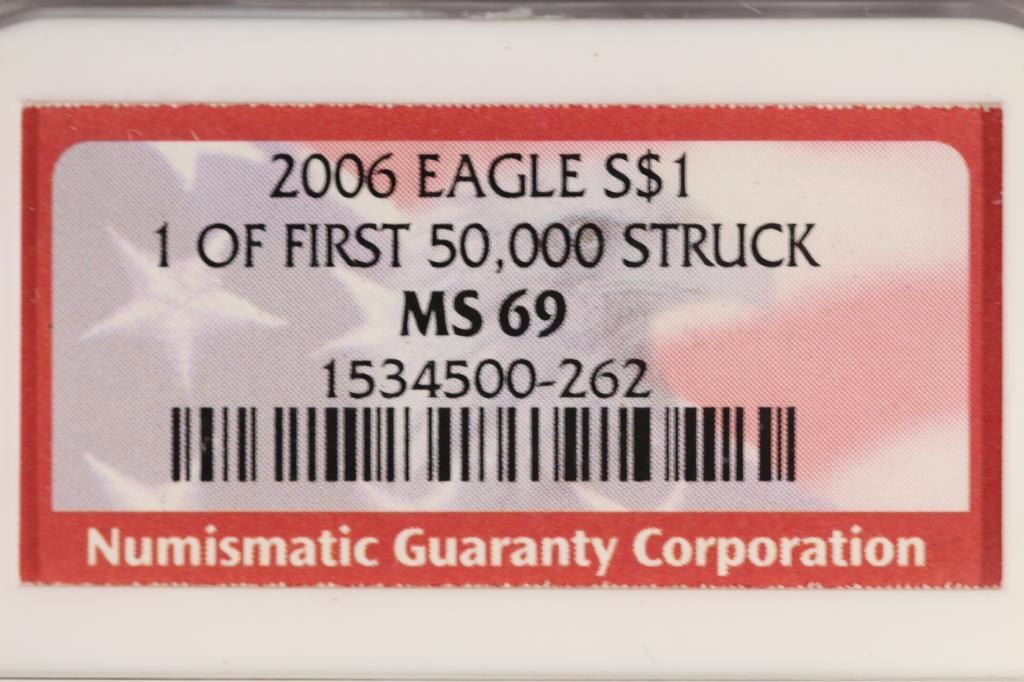 2006 EAGLE S$1
1 OF FIRST 50,000 STRUCK
MS 69
1534500-262
Numismatic Guaranty Corporation